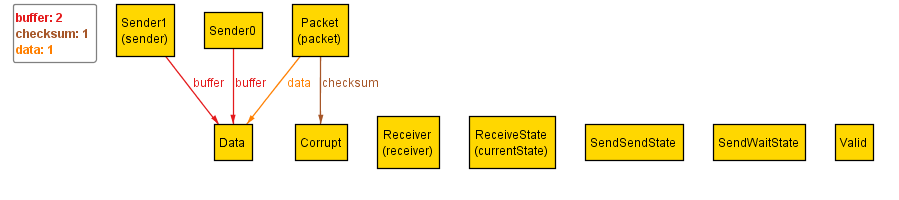 buffer: 2
checksum: 1
data: 1
Sender1
(sender)
Sender0
Packet
(packet)
buffer
buffer
data
checksum
Data
Corrupt
Receiver
(receiver)
ReceiveState
(currentState)
SendSendState
SendWaitState
Valid